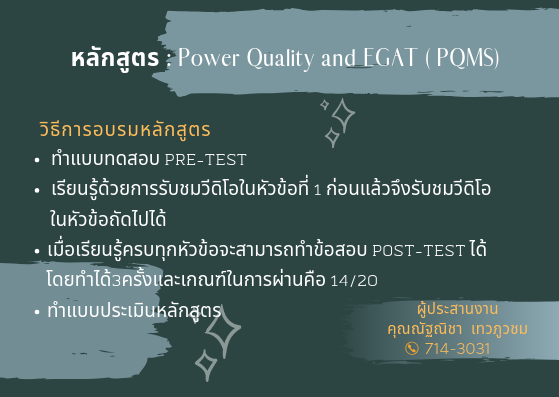 หลักสูตร : Power Quality and EGAT ( PQMS)
วิธีการอบรมหลักสูตร
• ทำแบบทดสอบ PRE-TEST
• เรียนรู้ด้วยการรับชมวีดิโอในหัวข้อที่ 1 ก่อนแล้วจึงรับชมวีดิโอ
ในหัวข้อถัดไปได้
• เมื่อเรียนรู้ครบทุกหัวข้อจะสามารถทำข้อสอบ POST-TEST ได้
โดยทำได้3ครั้งและเกณฑ์ในการผ่านคือ 14/20
• ทำแบบประเมินหลักสูตร
ผู้ประสานงาน
คุณณัฐณิชา เทวภูวชม
714-3031